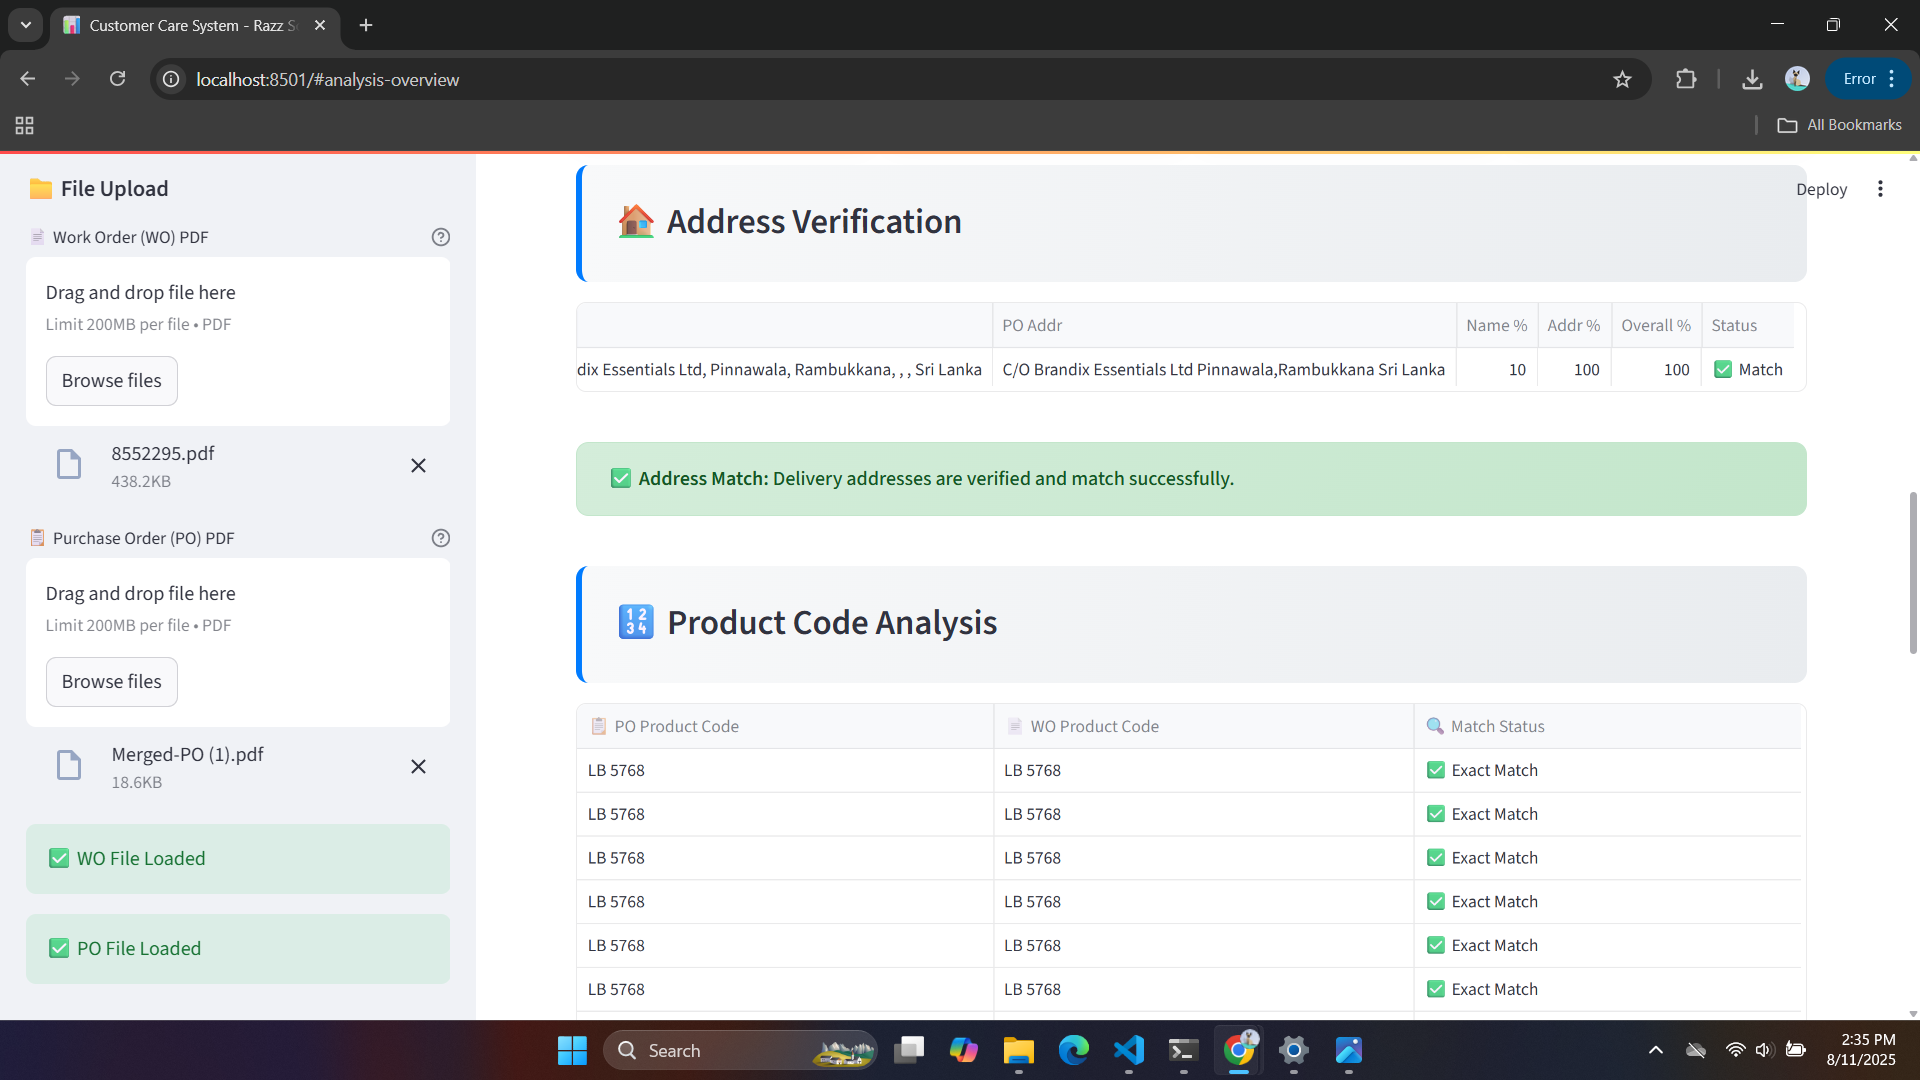 Customer Care System - Razz S
localhost:8501/#analysis-overview
Error
All Bookmarks
File Upload
Work Order (WO) PDF
Drag and drop file here
Limit 200MB per file • PDF
Browse files
8552295.pdf
438.2KB
Purchase Order (PO) PDF
Drag and drop file here
Limit 200MB per file • PDF
Browse files
Merged-PO (1).pdf
18.6KB
WO File Loaded
PO File Loaded
Deploy
Address Verification
PO Addr Name % Addr % Overall % Status
dix Essentials Ltd, Pinnawala, Rambukkana, , , Sri Lanka C/O Brandix Essentials Ltd Pinnawala,Rambukkana Sri Lanka 10 100 100 Match
Address Match: Delivery addresses are verified and match successfully.
1 2
3 4
Product Code Analysis
PO Product Code WO Product Code Match Status
LB 5768 LB 5768 Exact Match
LB 5768 LB 5768 Exact Match
LB 5768 LB 5768 Exact Match
LB 5768 LB 5768 Exact Match
LB 5768 LB 5768 Exact Match
LB 5768 LB 5768 Exact Match
Search
2:35 PM
8/11/2025